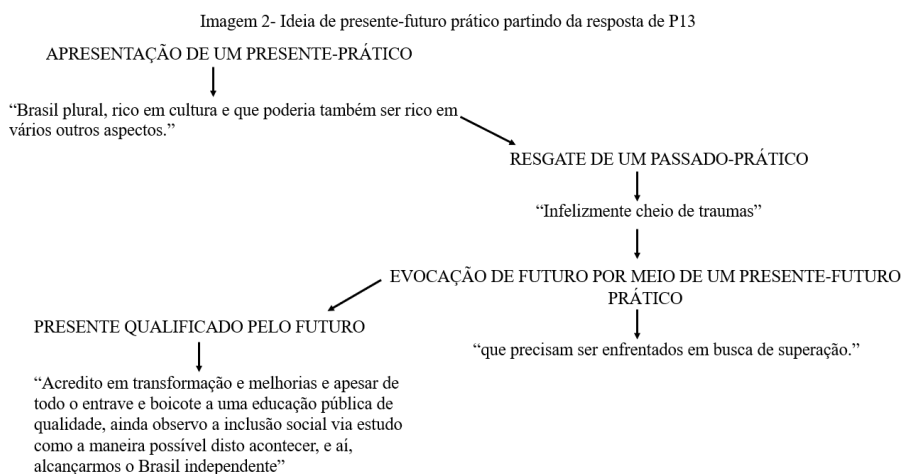 Imagem 2- Ideia de presente-futuro prático partindo da resposta de P13
APRESENTAÇÃO DE UM PRESENTE-PRÁTICO
“Brasil plural, rico em cultura e que poderia também ser rico em
vários outros aspectos.”
RESGATE DE UM PASSADO-PRÁTICO
“Infelizmente cheio de traumas”
EVOCAÇÃO DE FUTURO POR MEIO DE UM PRESENTE-FUTURO
PRÁTICO
“que precisam ser enfrentados em busca de superação.”
PRESENTE QUALIFICADO PELO FUTURO
“Acredito em transformação e melhorias e apesar de
todo o entrave e boicote a uma educação pública de
qualidade, ainda observo a inclusão social via estudo
como a maneira possível disto acontecer, e aí,
alcançarmos o Brasil independente”